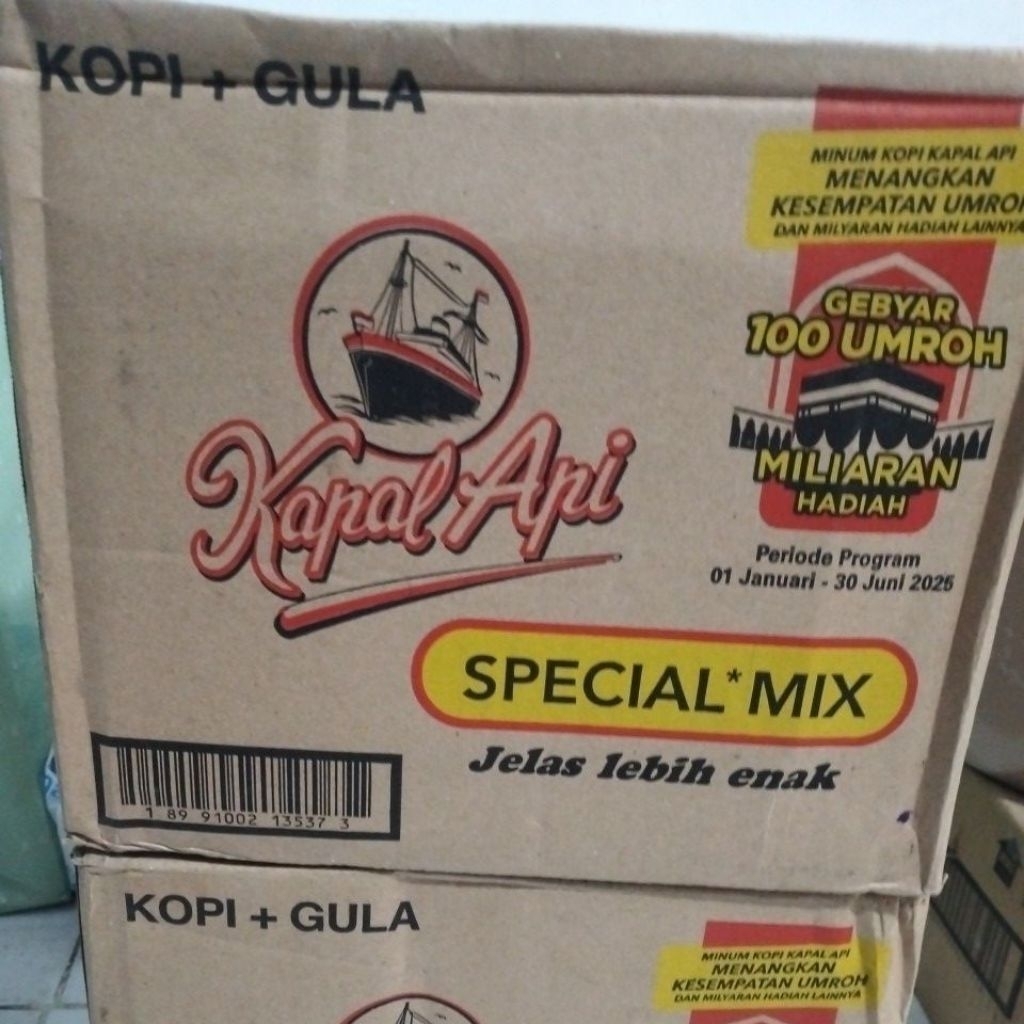 KOPI + GULA
MINUM KOPI KAPAL API
MENANGKAN
KESEMPATAN UMROH
DAN MILYARAN HADIAH LAINNYA
GEBYAR
100 UMROH
MILIARAN
HADIAH
Periode Program
01 Januari - 30 Juni 2025
Kapal Api
SPECIAL* MIX
Jelas lebih enak
1 89 91002 13537 3
KOPI + GULA
MINUM KOPI KAPAL API
MENANGKAN
KESEMPATAN UMROH
DAN MILYARAN HADIAH LAINNYA